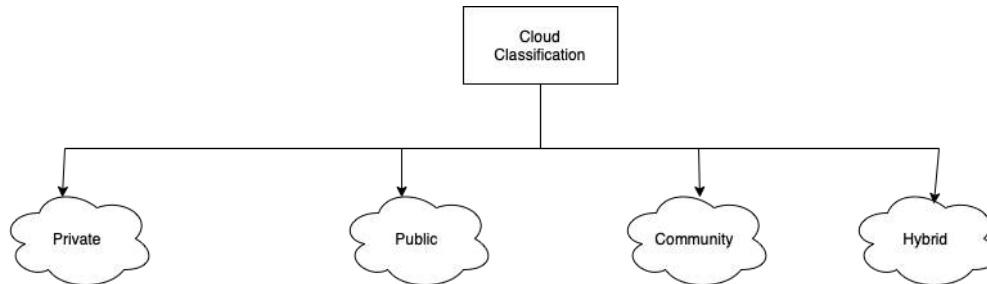 Cloud
Classification
Private
Public
Community
Hybrid